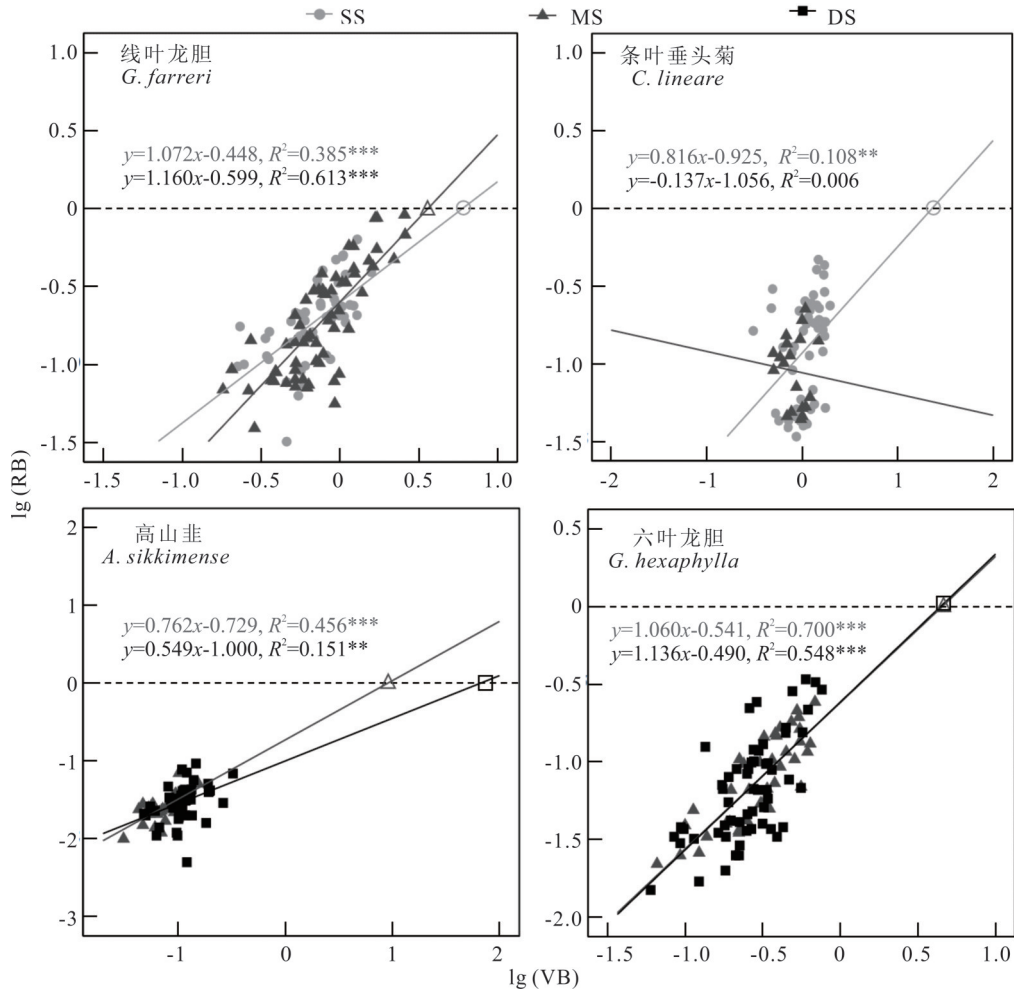 SS MS DS
线叶龙胆
G. farreri
y=1.072x-0.448, R²=0.385***
y=1.160x-0.599, R²=0.613***
1.0
0.5
0
-0.5
-1.0
-1.5
-1.5 -1.0 -0.5 0 0.5 1.0
条叶垂头菊
C. lineare
y=0.816x-0.925, R²=0.108**
y=-0.137x-1.056, R²=0.006
1.0
0.5
0
-0.5
-1.0
-1.5
-2 -1 0 1 2
lg (RB)
高山韭
A. sikkimense
y=0.762x-0.729, R²=0.456***
y=0.549x-1.000, R²=0.151**
2
1
0
-1
-2
-3
-1 0 1 2
六叶龙胆
G. hexaphylla
y=1.060x-0.541, R²=0.700***
y=1.136x-0.490, R²=0.548***
0.5
0
-0.5
-1.0
-1.5
-2.0
-1.5 -1.0 -0.5 0 0.5 1.0
lg (VB)